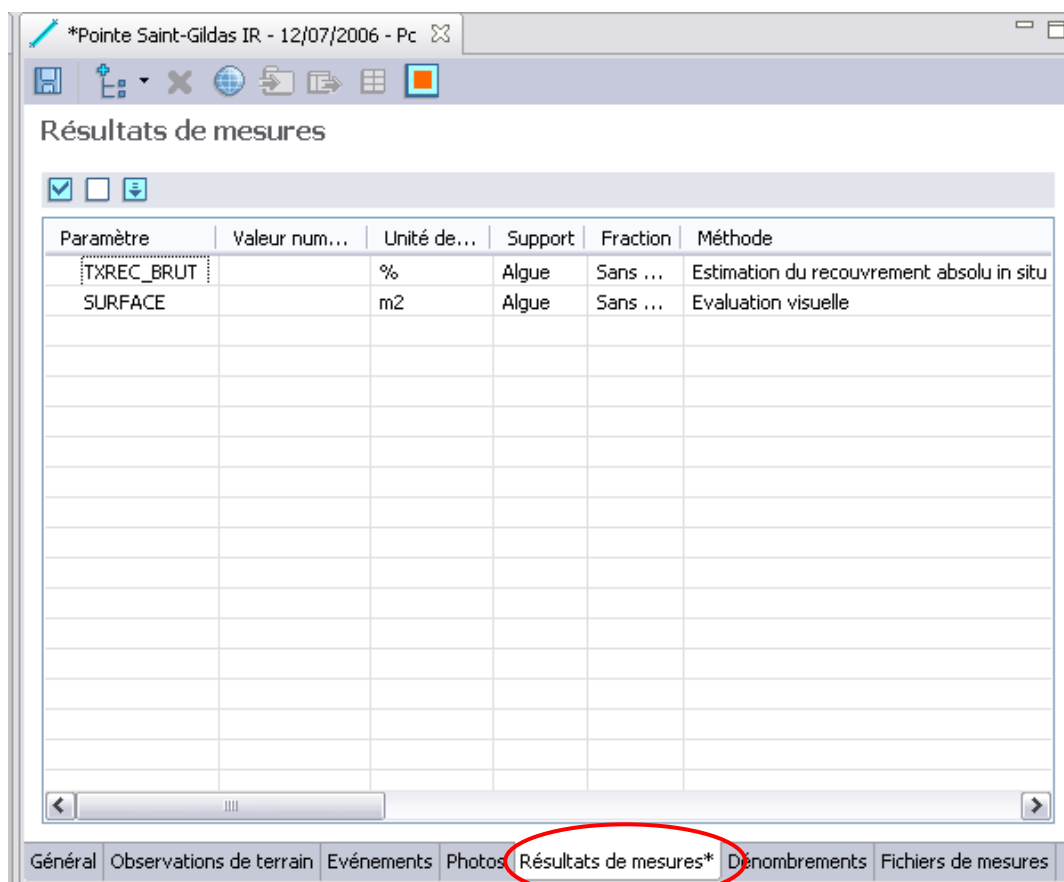 *Pointe Saint-Gildas IR - 12/07/2006 - Pc
Résultats de mesures
Paramètre Valeur num... Unité de... Support Fraction Méthode
TXREC_BRUT % Algue Sans ... Estimation du recouvrement absolu in situ
SURFACE m2 Algue Sans ... Evaluation visuelle
Général Observations de terrain Evénements Photos Résultats de mesures* Dénombrements Fichiers de mesures